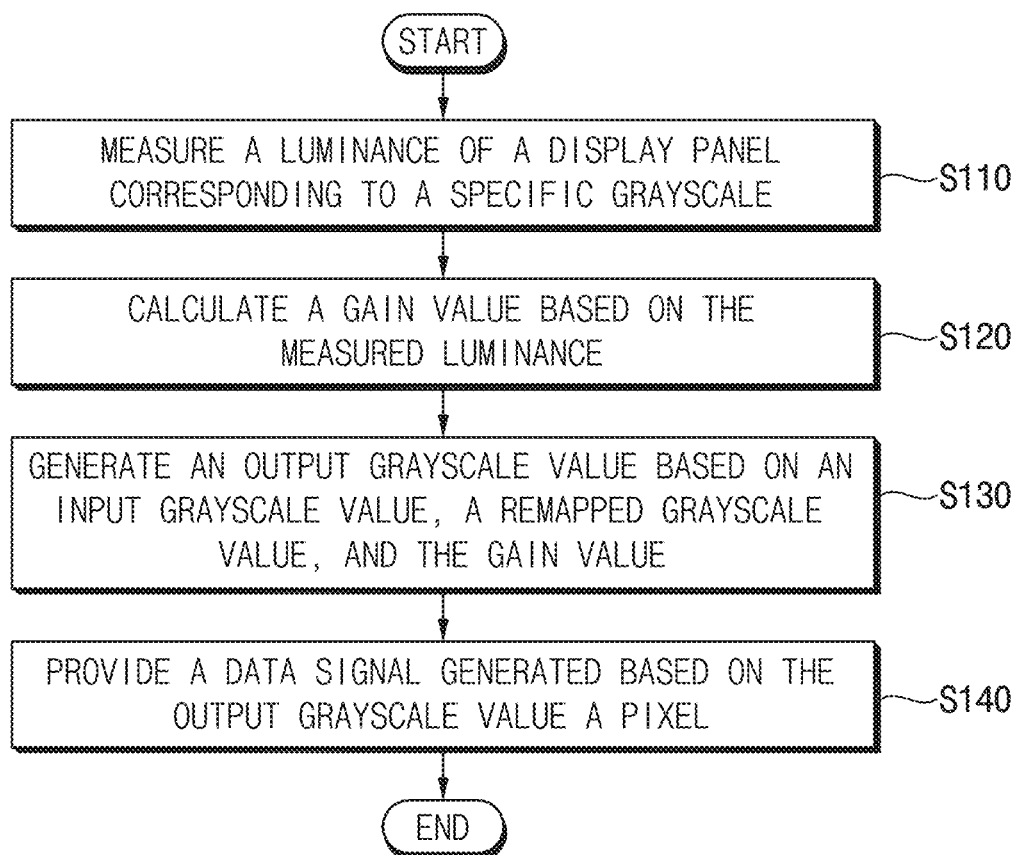 START
MEASURE A LUMINANCE OF A DISPLAY PANEL
CORRESPONDING TO A SPECIFIC GRAYSCALE
S110
CALCULATE A GAIN VALUE BASED ON THE
MEASURED LUMINANCE
S120
GENERATE AN OUTPUT GRAYSCALE VALUE BASED ON AN
INPUT GRAYSCALE VALUE, A REMAPPED GRAYSCALE
VALUE, AND THE GAIN VALUE
S130
PROVIDE A DATA SIGNAL GENERATED BASED ON THE
OUTPUT GRAYSCALE VALUE A PIXEL
S140
END